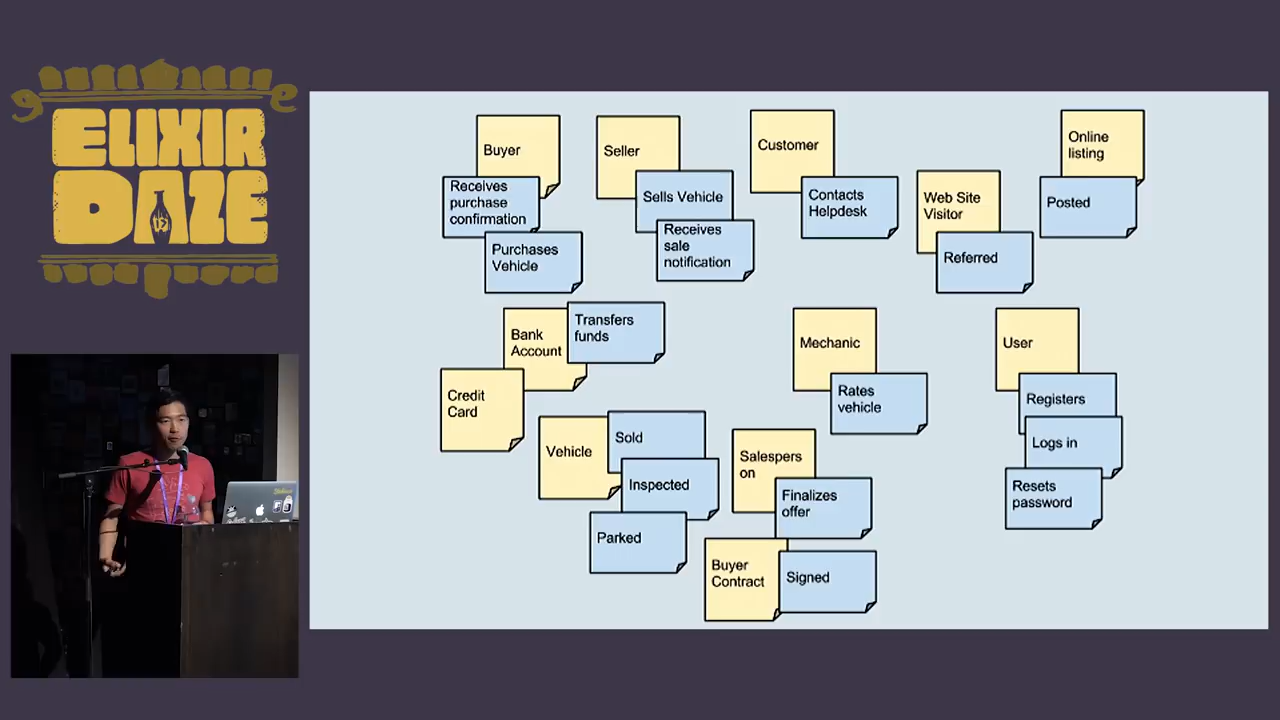 ELIXIR
DAZE
Buyer
Receives
purchase
confirmation
Purchases
Vehicle
Seller
Sells Vehicle
Receives
sale
notification
Customer
Contacts
Helpdesk
Web Site
Visitor
Referred
Online
listing
Posted
Bank
Account
Transfers
funds
Credit
Card
Vehicle
Sold
Inspected
Parked
Mechanic
Rates
vehicle
Salespers
on
Finalizes
offer
Buyer
Contract
Signed
User
Registers
Logs in
Resets
password